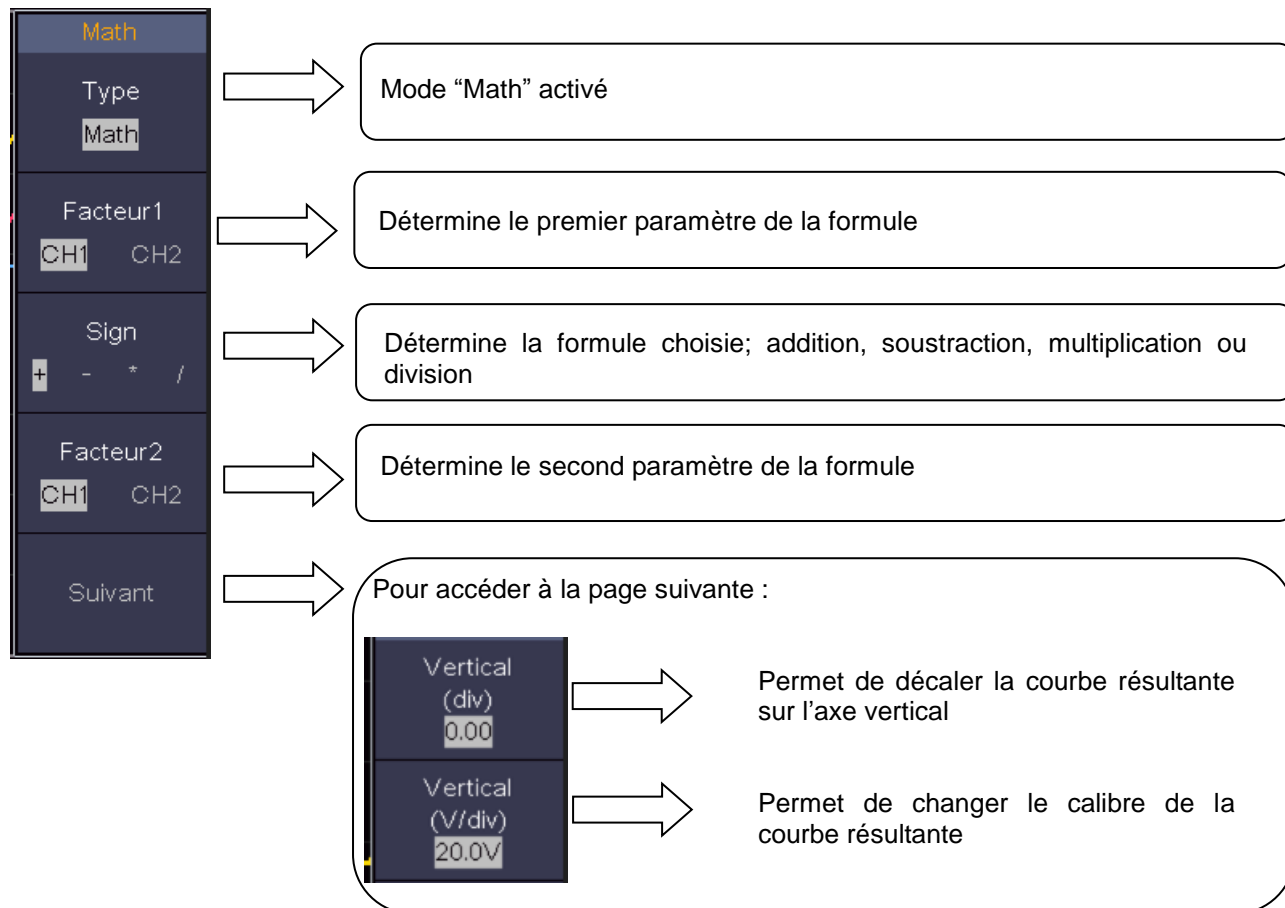 Math
Type
Math
Mode “Math” activé
Facteur1
CH1 CH2
Détermine le premier paramètre de la formule
Sign
+ - * /
Détermine la formule choisie; addition, soustraction, multiplication ou
division
Facteur2
CH1 CH2
Détermine le second paramètre de la formule
Suivant
Pour accéder à la page suivante :
Vertical
(div)
0.00
Permet de décaler la courbe résultante
sur l’axe vertical
Vertical
(V/div)
20.0V
Permet de changer le calibre de la
courbe résultante